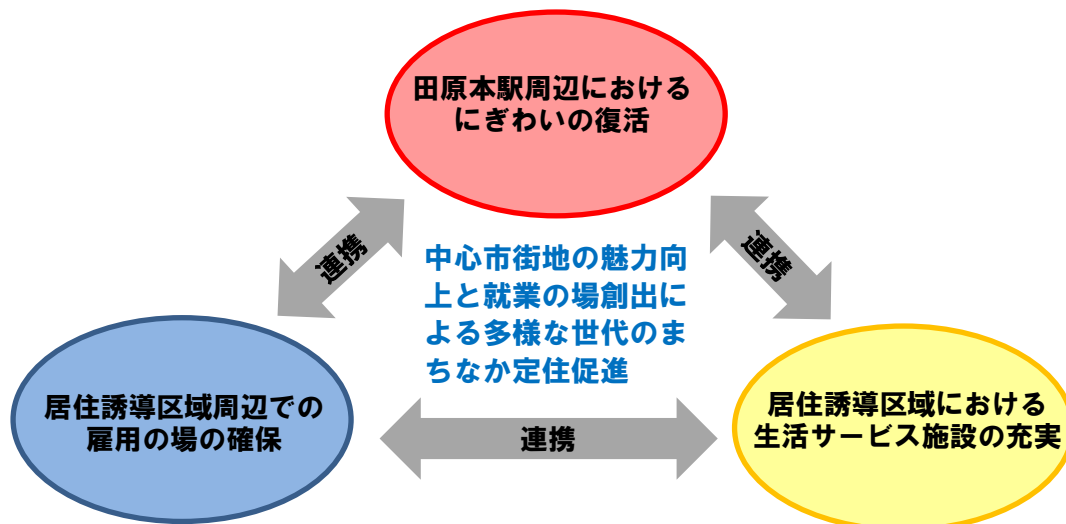 田原本駅周辺における
にぎわいの復活
連携
連携
中心市街地の魅力向
上と就業の場創出に
よる多様な世代のま
ちなか定住促進
居住誘導区域周辺での
雇用の場の確保
連携
居住誘導区域における
生活サービス施設の充実